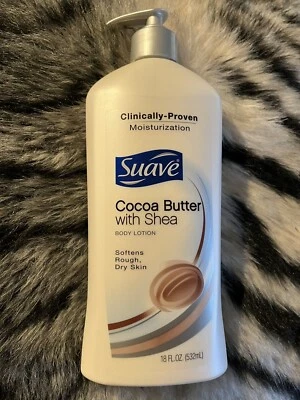 Clinically-Proven
Moisturization
Suave
Cocoa Butter
with Shea
BODY LOTION
Softens
Rough,
Dry Skin
18 FL.OZ. (532mL)